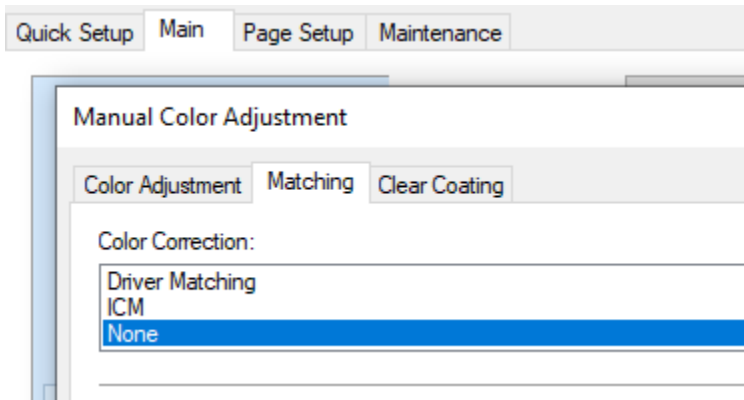 Quick Setup Main Page Setup Maintenance
Manual Color Adjustment
Color Adjustment Matching Clear Coating
Color Correction:
Driver Matching
ICM
None